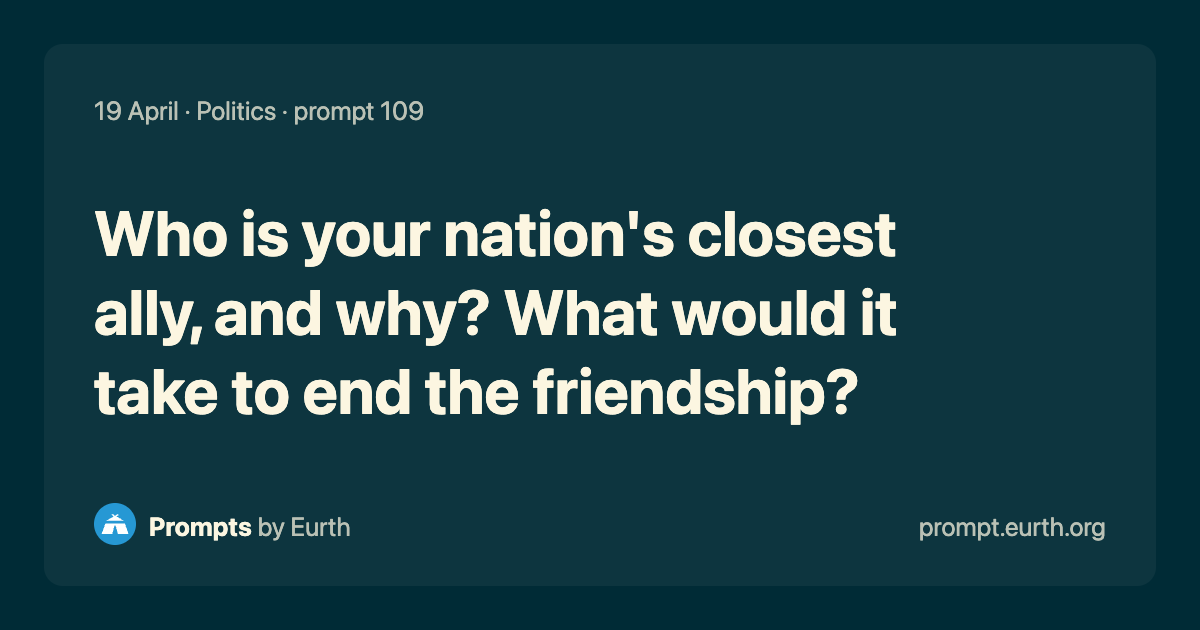 19 April · Politics · prompt 109
Who is your nation's closest
ally, and why? What would it
take to end the friendship?
Prompts by Eurth
prompt.eurth.org